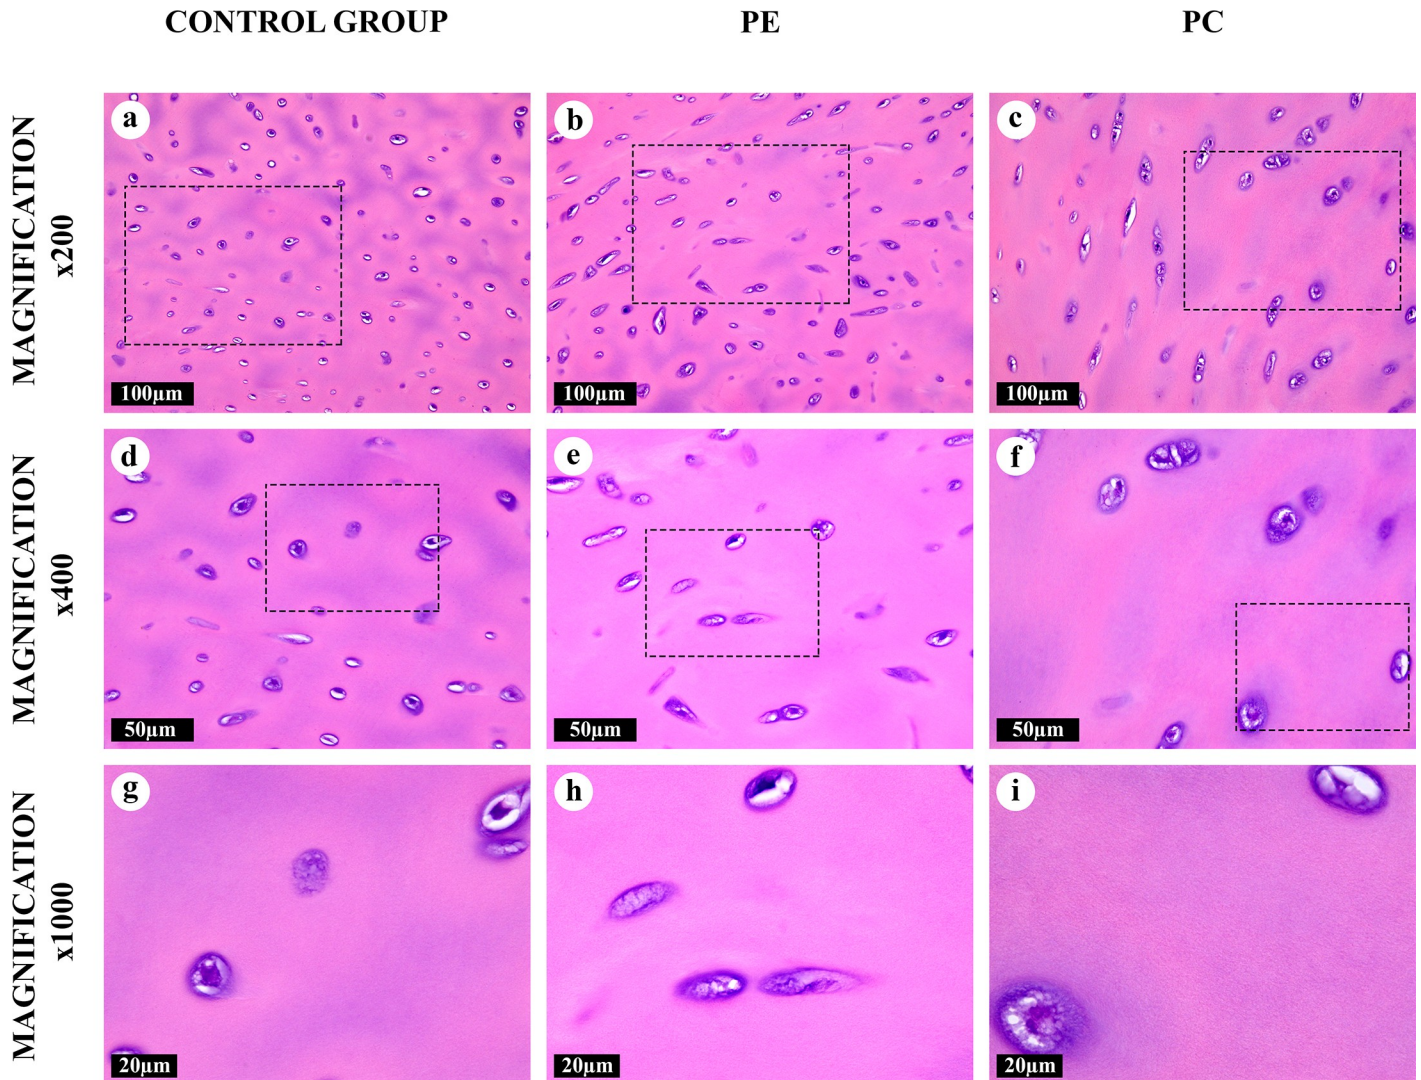 CONTROL GROUP PE PC
MAGNIFICATION
x200
a b c
100µm 100µm 100µm
MAGNIFICATION
x400
d e f
50µm 50µm 50µm
MAGNIFICATION
x1000
g h i
20µm 20µm 20µm